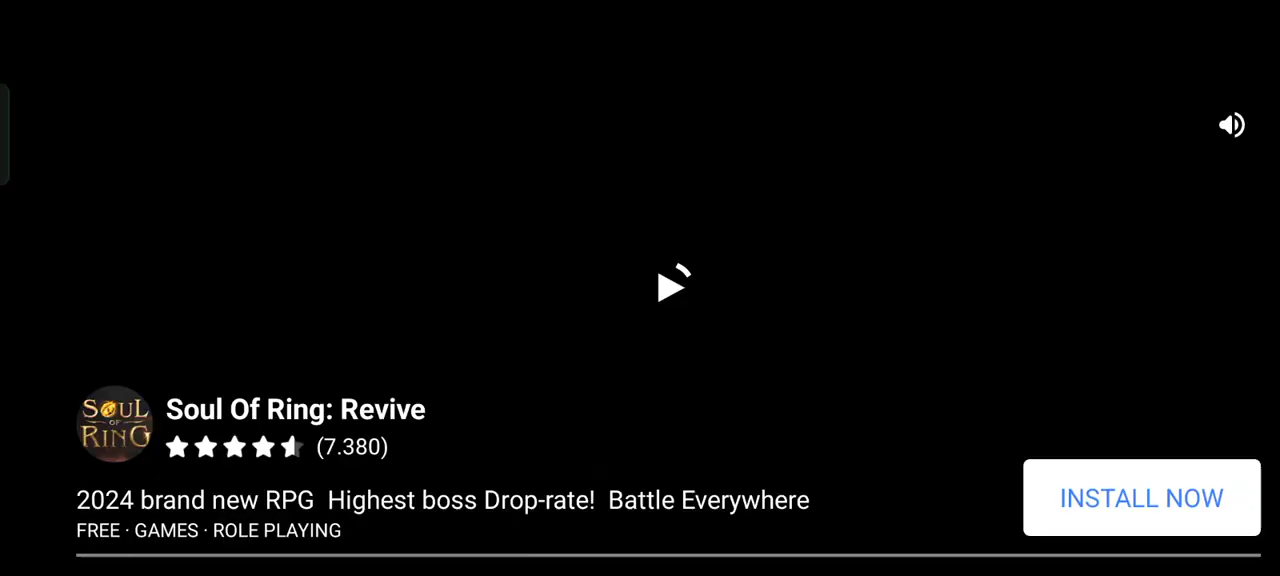 SOUL
OF
RING
Soul Of Ring: Revive
(7.380)
2024 brand new RPG  Highest boss Drop-rate!  Battle Everywhere
FREE · GAMES · ROLE PLAYING
INSTALL NOW